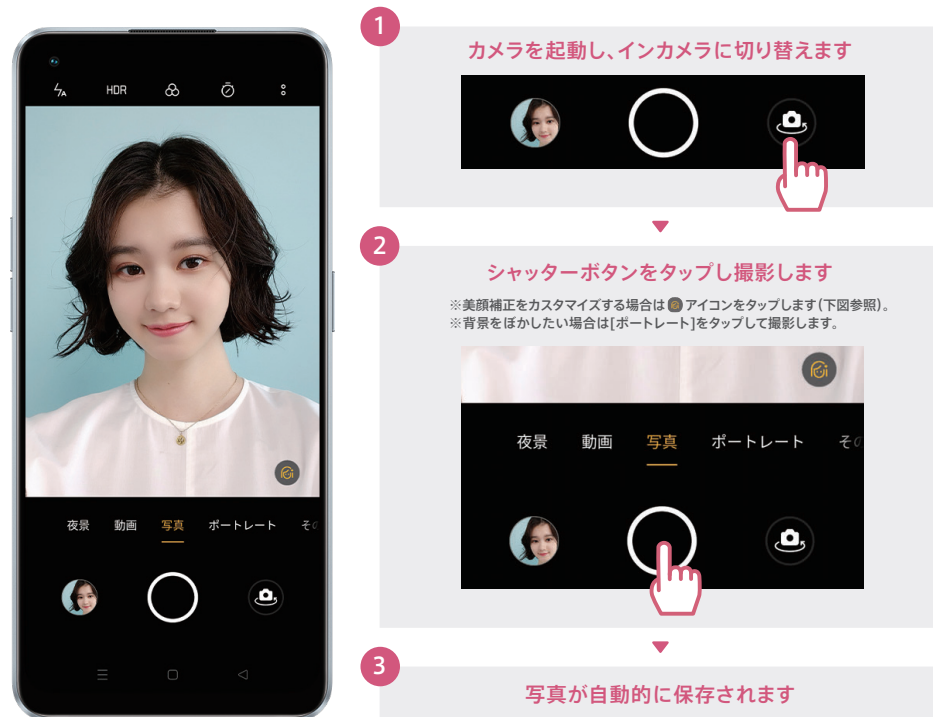 HDR
夜景 動画 写真 ポートレート その
1
カメラを起動し、インカメラに切り替えます
2
シャッターボタンをタップし撮影します
※美顔補正をカスタマイズする場合は アイコンをタップします(下図参照)。
※背景をぼかしたい場合は[ポートレート]をタップして撮影します。
夜景 動画 写真 ポートレート その
3
写真が自動的に保存されます